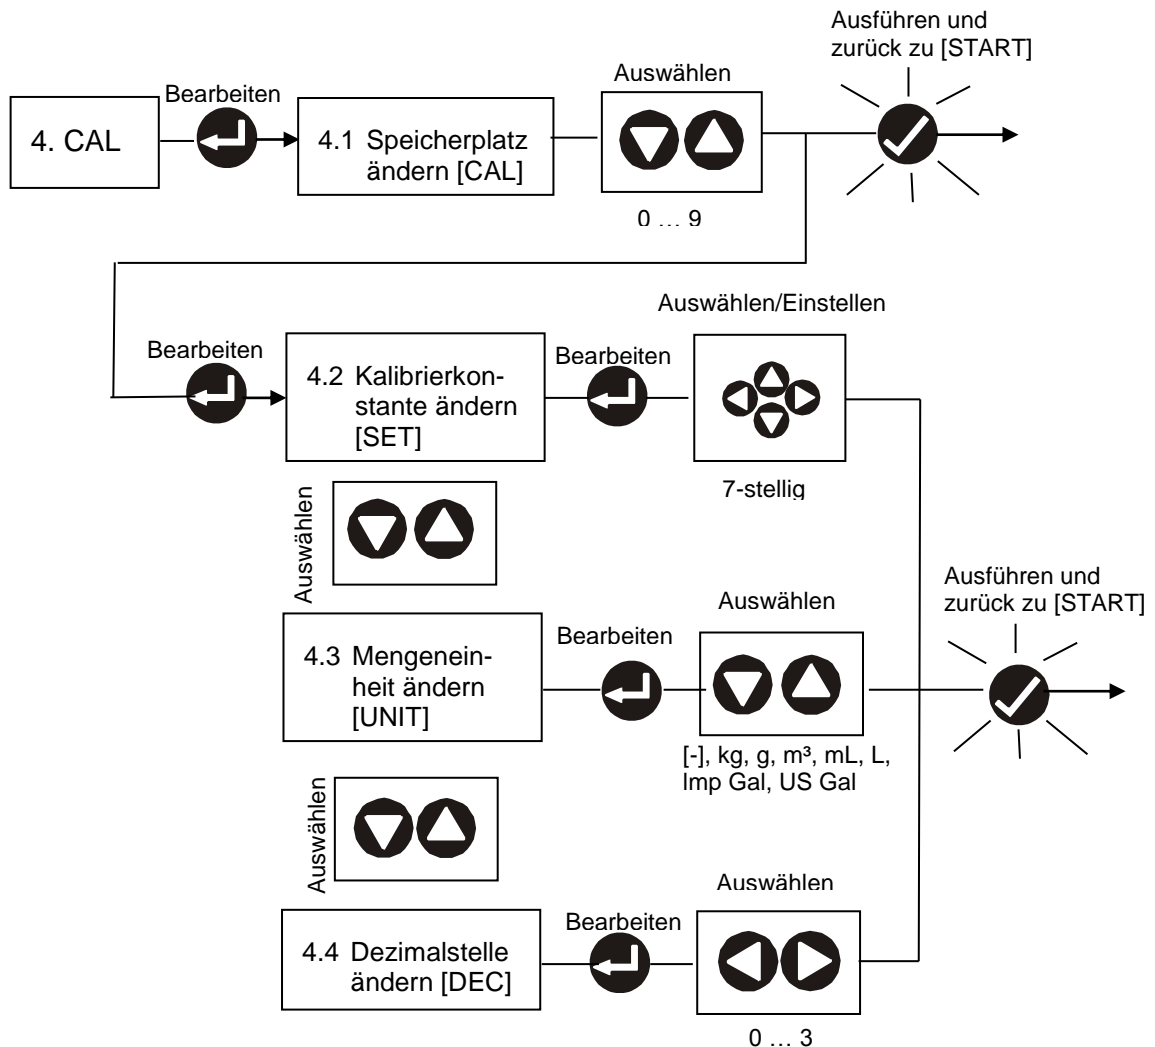 Ausführen und
zurück zu [START]
Auswählen
Bearbeiten
4. CAL
4.1 Speicherplatz
ändern [CAL]
0 … 9
Auswählen/Einstellen
Bearbeiten
Bearbeiten
4.2 Kalibrierkon-
stante ändern
[SET]
7-stellig
Auswählen
Ausführen und
zurück zu [START]
Auswählen
Bearbeiten
4.3 Mengenein-
heit ändern
[UNIT]
[-], kg, g, m³, mL, L,
Imp Gal, US Gal
Auswählen
Auswählen
Bearbeiten
4.4 Dezimalstelle
ändern [DEC]
0 … 3